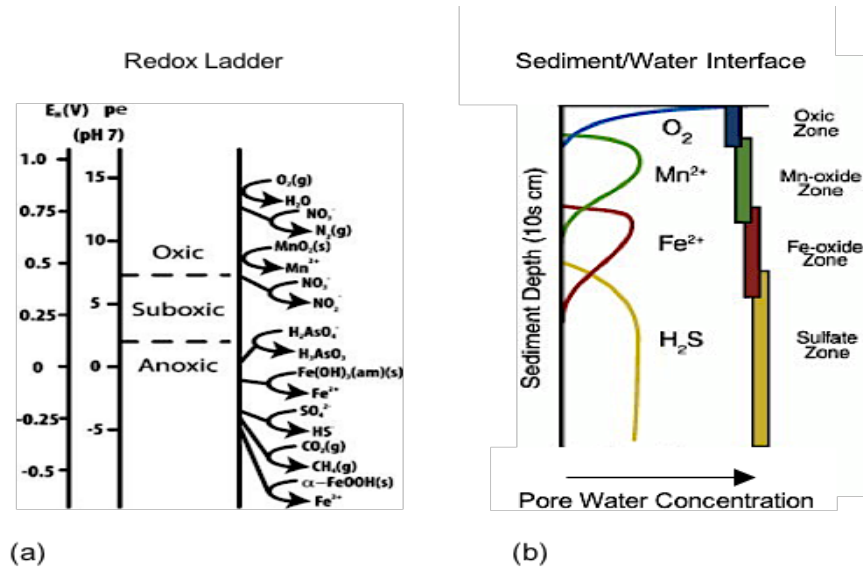 Redox Ladder
E_H(V) pe
(pH 7)
1.0
0.75
0.5
0.25
0
-0.25
-0.5
15
10
5
0
-5
Oxic
Suboxic
Anoxic
O₂(g)
H₂O
NO₃⁻
N₂(g)
MnO₂(s)
Mn²⁺
NO₃⁻
NO₂⁻
H₂AsO₄⁻
H₃AsO₃
Fe(OH)₃(am)(s)
Fe²⁺
SO₄²⁻
HS⁻
CO₂(g)
CH₄(g)
α−FeOOH(s)
Fe²⁺
(a)
Sediment/Water Interface
Sediment Depth (10s cm)
O₂
Mn²⁺
Fe²⁺
H₂S
Oxic
Zone
Mn-oxide
Zone
Fe-oxide
Zone
Sulfate
Zone
Pore Water Concentration
(b)